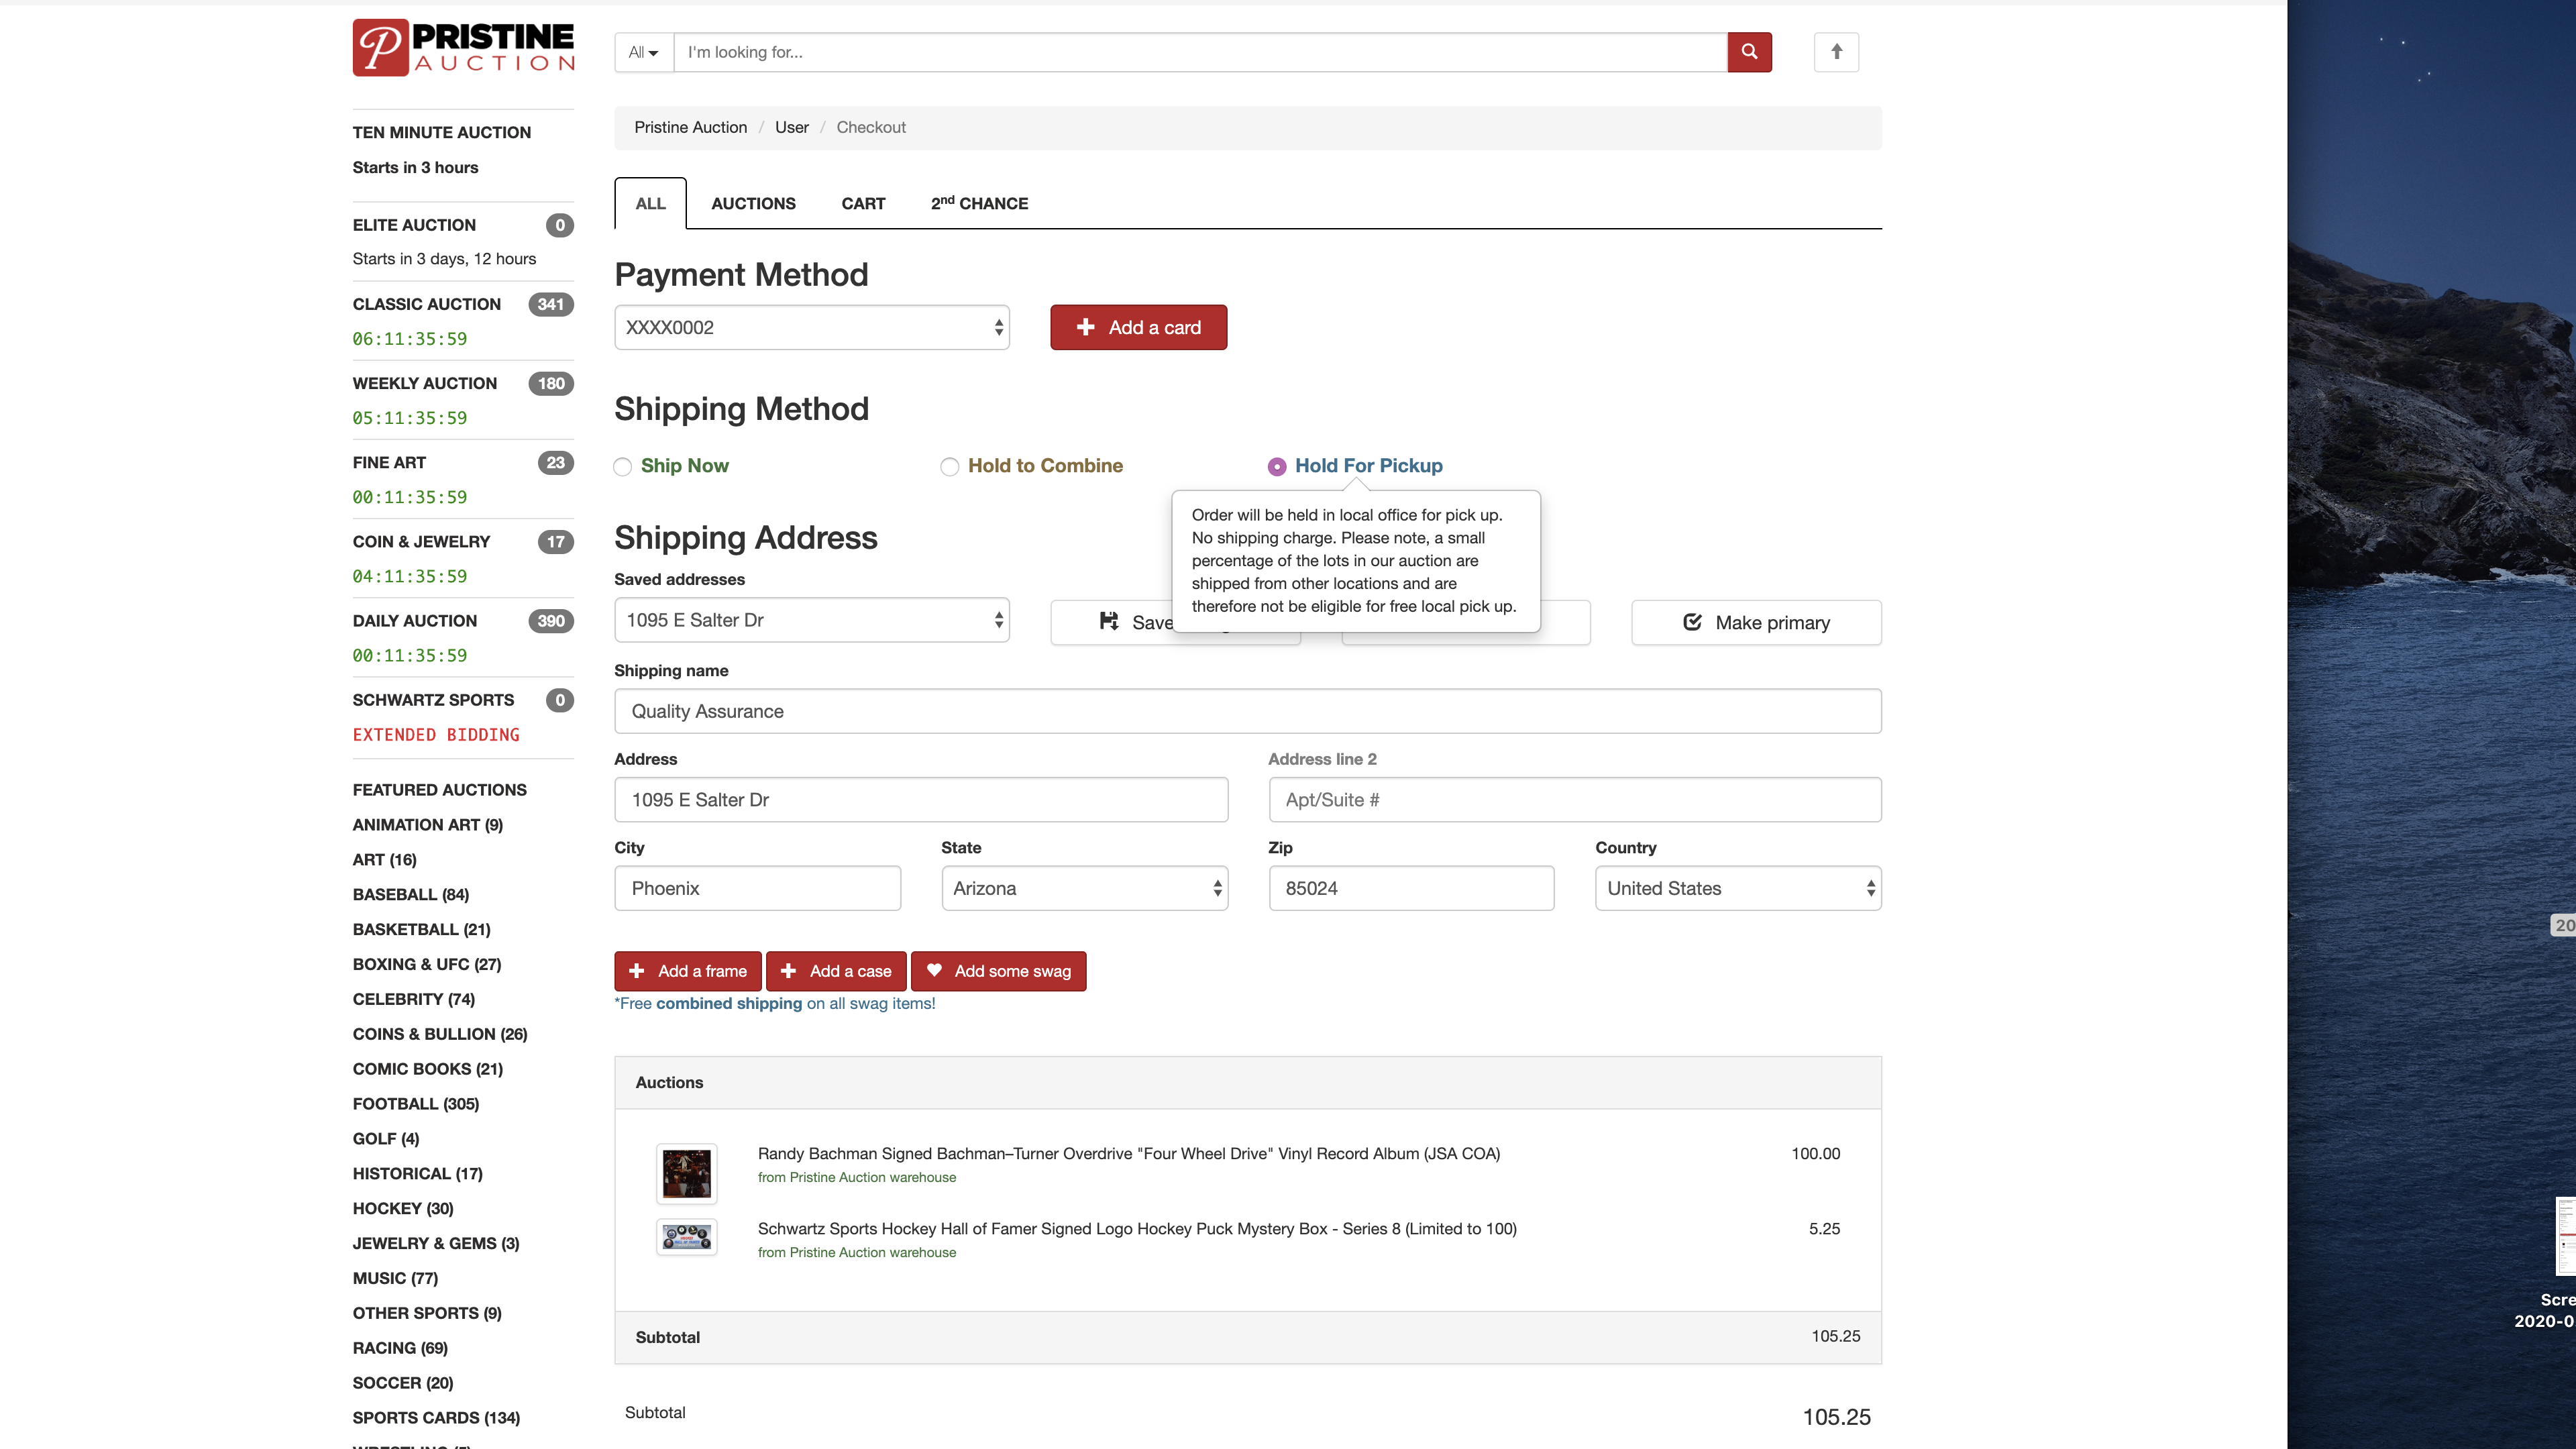 PRISTINE
AUCTION
All
I'm looking for...
TEN MINUTE AUCTION
Starts in 3 hours
ELITE AUCTION 0
Starts in 3 days, 12 hours
CLASSIC AUCTION 341
06:11:35:59
WEEKLY AUCTION 180
05:11:35:59
FINE ART 23
00:11:35:59
COIN & JEWELRY 17
04:11:35:59
DAILY AUCTION 390
00:11:35:59
SCHWARTZ SPORTS 0
EXTENDED BIDDING
FEATURED AUCTIONS
ANIMATION ART (9)
ART (16)
BASEBALL (84)
BASKETBALL (21)
BOXING & UFC (27)
CELEBRITY (74)
COINS & BULLION (26)
COMIC BOOKS (21)
FOOTBALL (305)
GOLF (4)
HISTORICAL (17)
HOCKEY (30)
JEWELRY & GEMS (3)
MUSIC (77)
OTHER SPORTS (9)
RACING (69)
SOCCER (20)
SPORTS CARDS (134)
Pristine Auction / User / Checkout
ALL AUCTIONS CART 2nd CHANCE
Payment Method
XXXX0002
Add a card
Shipping Method
Ship Now Hold to Combine Hold For Pickup
Order will be held in local office for pick up.
No shipping charge. Please note, a small
percentage of the lots in our auction are
shipped from other locations and are
therefore not be eligible for free local pick up.
Shipping Address
Saved addresses
1095 E Salter Dr
Save
Make primary
Shipping name
Quality Assurance
Address Address line 2
1095 E Salter Dr Apt/Suite #
City State Zip Country
Phoenix Arizona 85024 United States
Add a frame Add a case Add some swag
*Free combined shipping on all swag items!
Auctions
Randy Bachman Signed Bachman–Turner Overdrive "Four Wheel Drive" Vinyl Record Album (JSA COA) 100.00
from Pristine Auction warehouse
Schwartz Sports Hockey Hall of Famer Signed Logo Hockey Puck Mystery Box - Series 8 (Limited to 100) 5.25
from Pristine Auction warehouse
Subtotal 105.25
Subtotal 105.25
20
Scre
2020-0